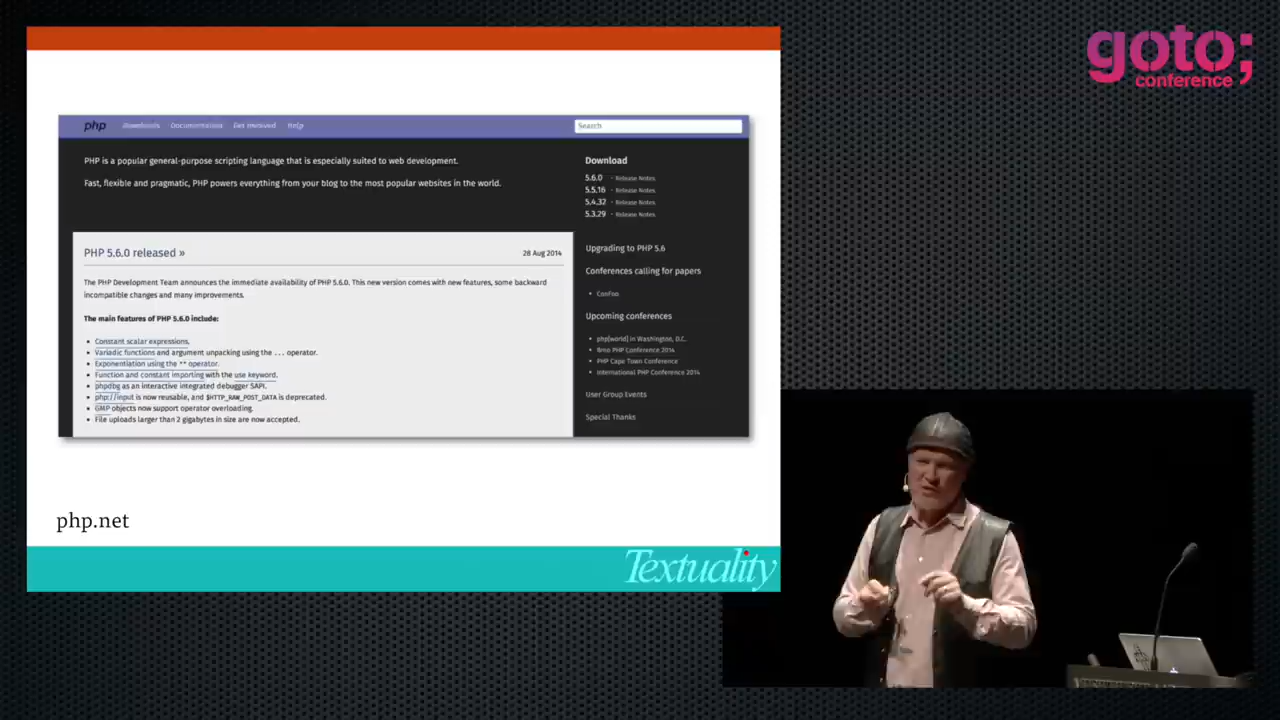 goto;
conference
php Downloads Documentation Get Involved Help
Search
PHP is a popular general-purpose scripting language that is especially suited to web development.
Fast, flexible and pragmatic, PHP powers everything from your blog to the most popular websites in the world.
Download
5.6.0 · Release Notes
5.5.16 · Release Notes
5.4.32 · Release Notes
5.3.29 · Release Notes
PHP 5.6.0 released »
28 Aug 2014
The PHP Development Team announces the immediate availability of PHP 5.6.0. This new version comes with new features, some backward
incompatible changes and many improvements.
The main features of PHP 5.6.0 include:
• Constant scalar expressions.
• Variadic functions and argument unpacking using the ... operator.
• Exponentiation using the ** operator.
• Function and constant importing with the use keyword.
• phpdbg as an interactive integrated debugger SAPI.
• php://input is now reusable, and $HTTP_RAW_POST_DATA is deprecated.
• GMP objects now support operator overloading.
• File uploads larger than 2 gigabytes in size are now accepted.
Upgrading to PHP 5.6
Conferences calling for papers
• ConFoo
Upcoming conferences
• php[world] in Washington, D.C.
• Brno PHP Conference 2014
• PHP Cape Town Conference
• International PHP Conference 2014
User Group Events
Special Thanks
php.net
Textuality